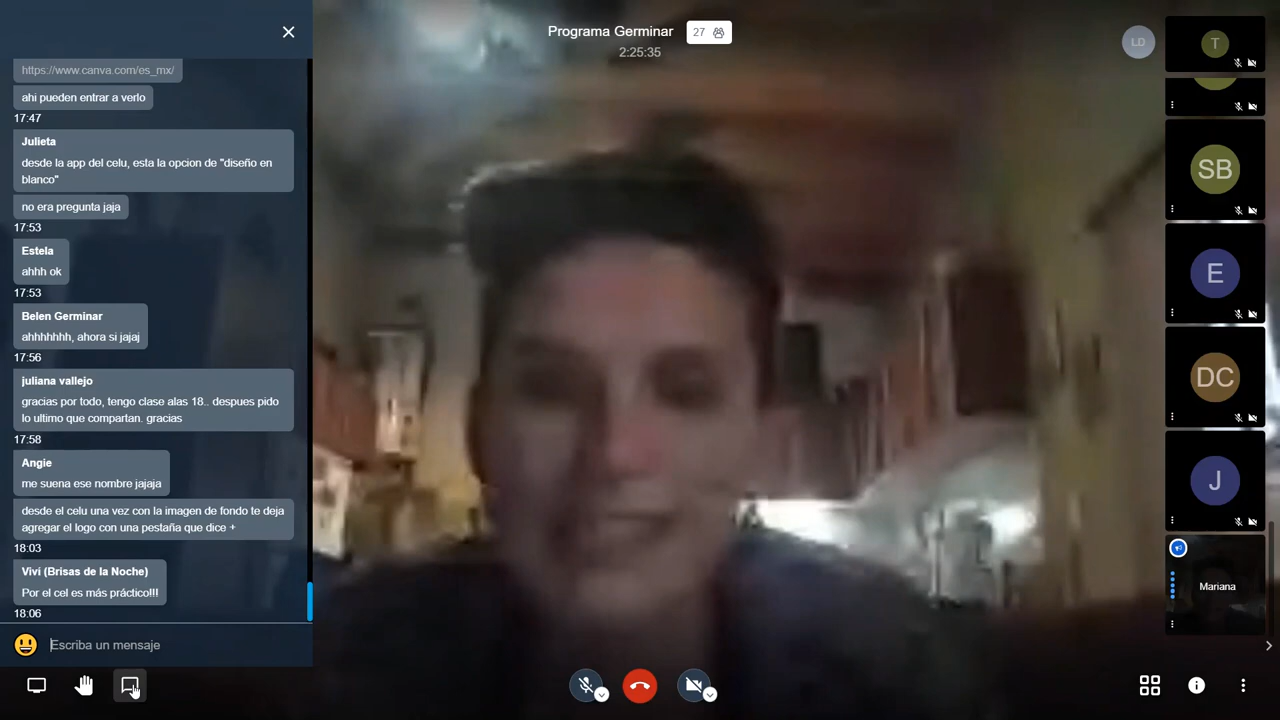 Programa Germinar
27
2:25:35
https://www.canva.com/es_mx/
ahi pueden entrar a verlo
17:47
Julieta
desde la app del celu, esta la opcion de "diseño en
blanco"
no era pregunta jaja
17:53
Estela
ahhh ok
17:53
Belen Germinar
ahhhhhhh, ahora si jajaj
17:56
juliana vallejo
gracias por todo, tengo clase alas 18.. despues pido
lo ultimo que compartan. gracias
17:58
Angie
me suena ese nombre jajaja
desde el celu una vez con la imagen de fondo te deja
agregar el logo con una pestaña que dice +
18:03
Vivi (Brisas de la Noche)
Por el cel es más práctico!!!
18:06
Escriba un mensaje
LD
T
SB
E
DC
J
Mariana